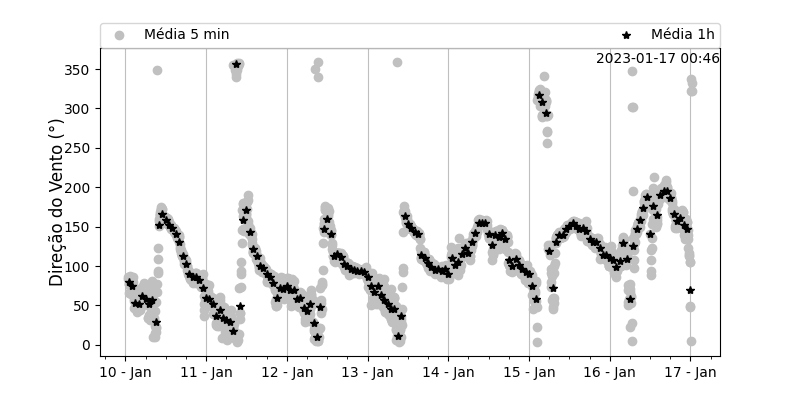 Média 5 min
Média 1h
2023-01-17 00:46
Direção do Vento (°)
350
300
250
200
150
100
50
0
10 - Jan
11 - Jan
12 - Jan
13 - Jan
14 - Jan
15 - Jan
16 - Jan
17 - Jan